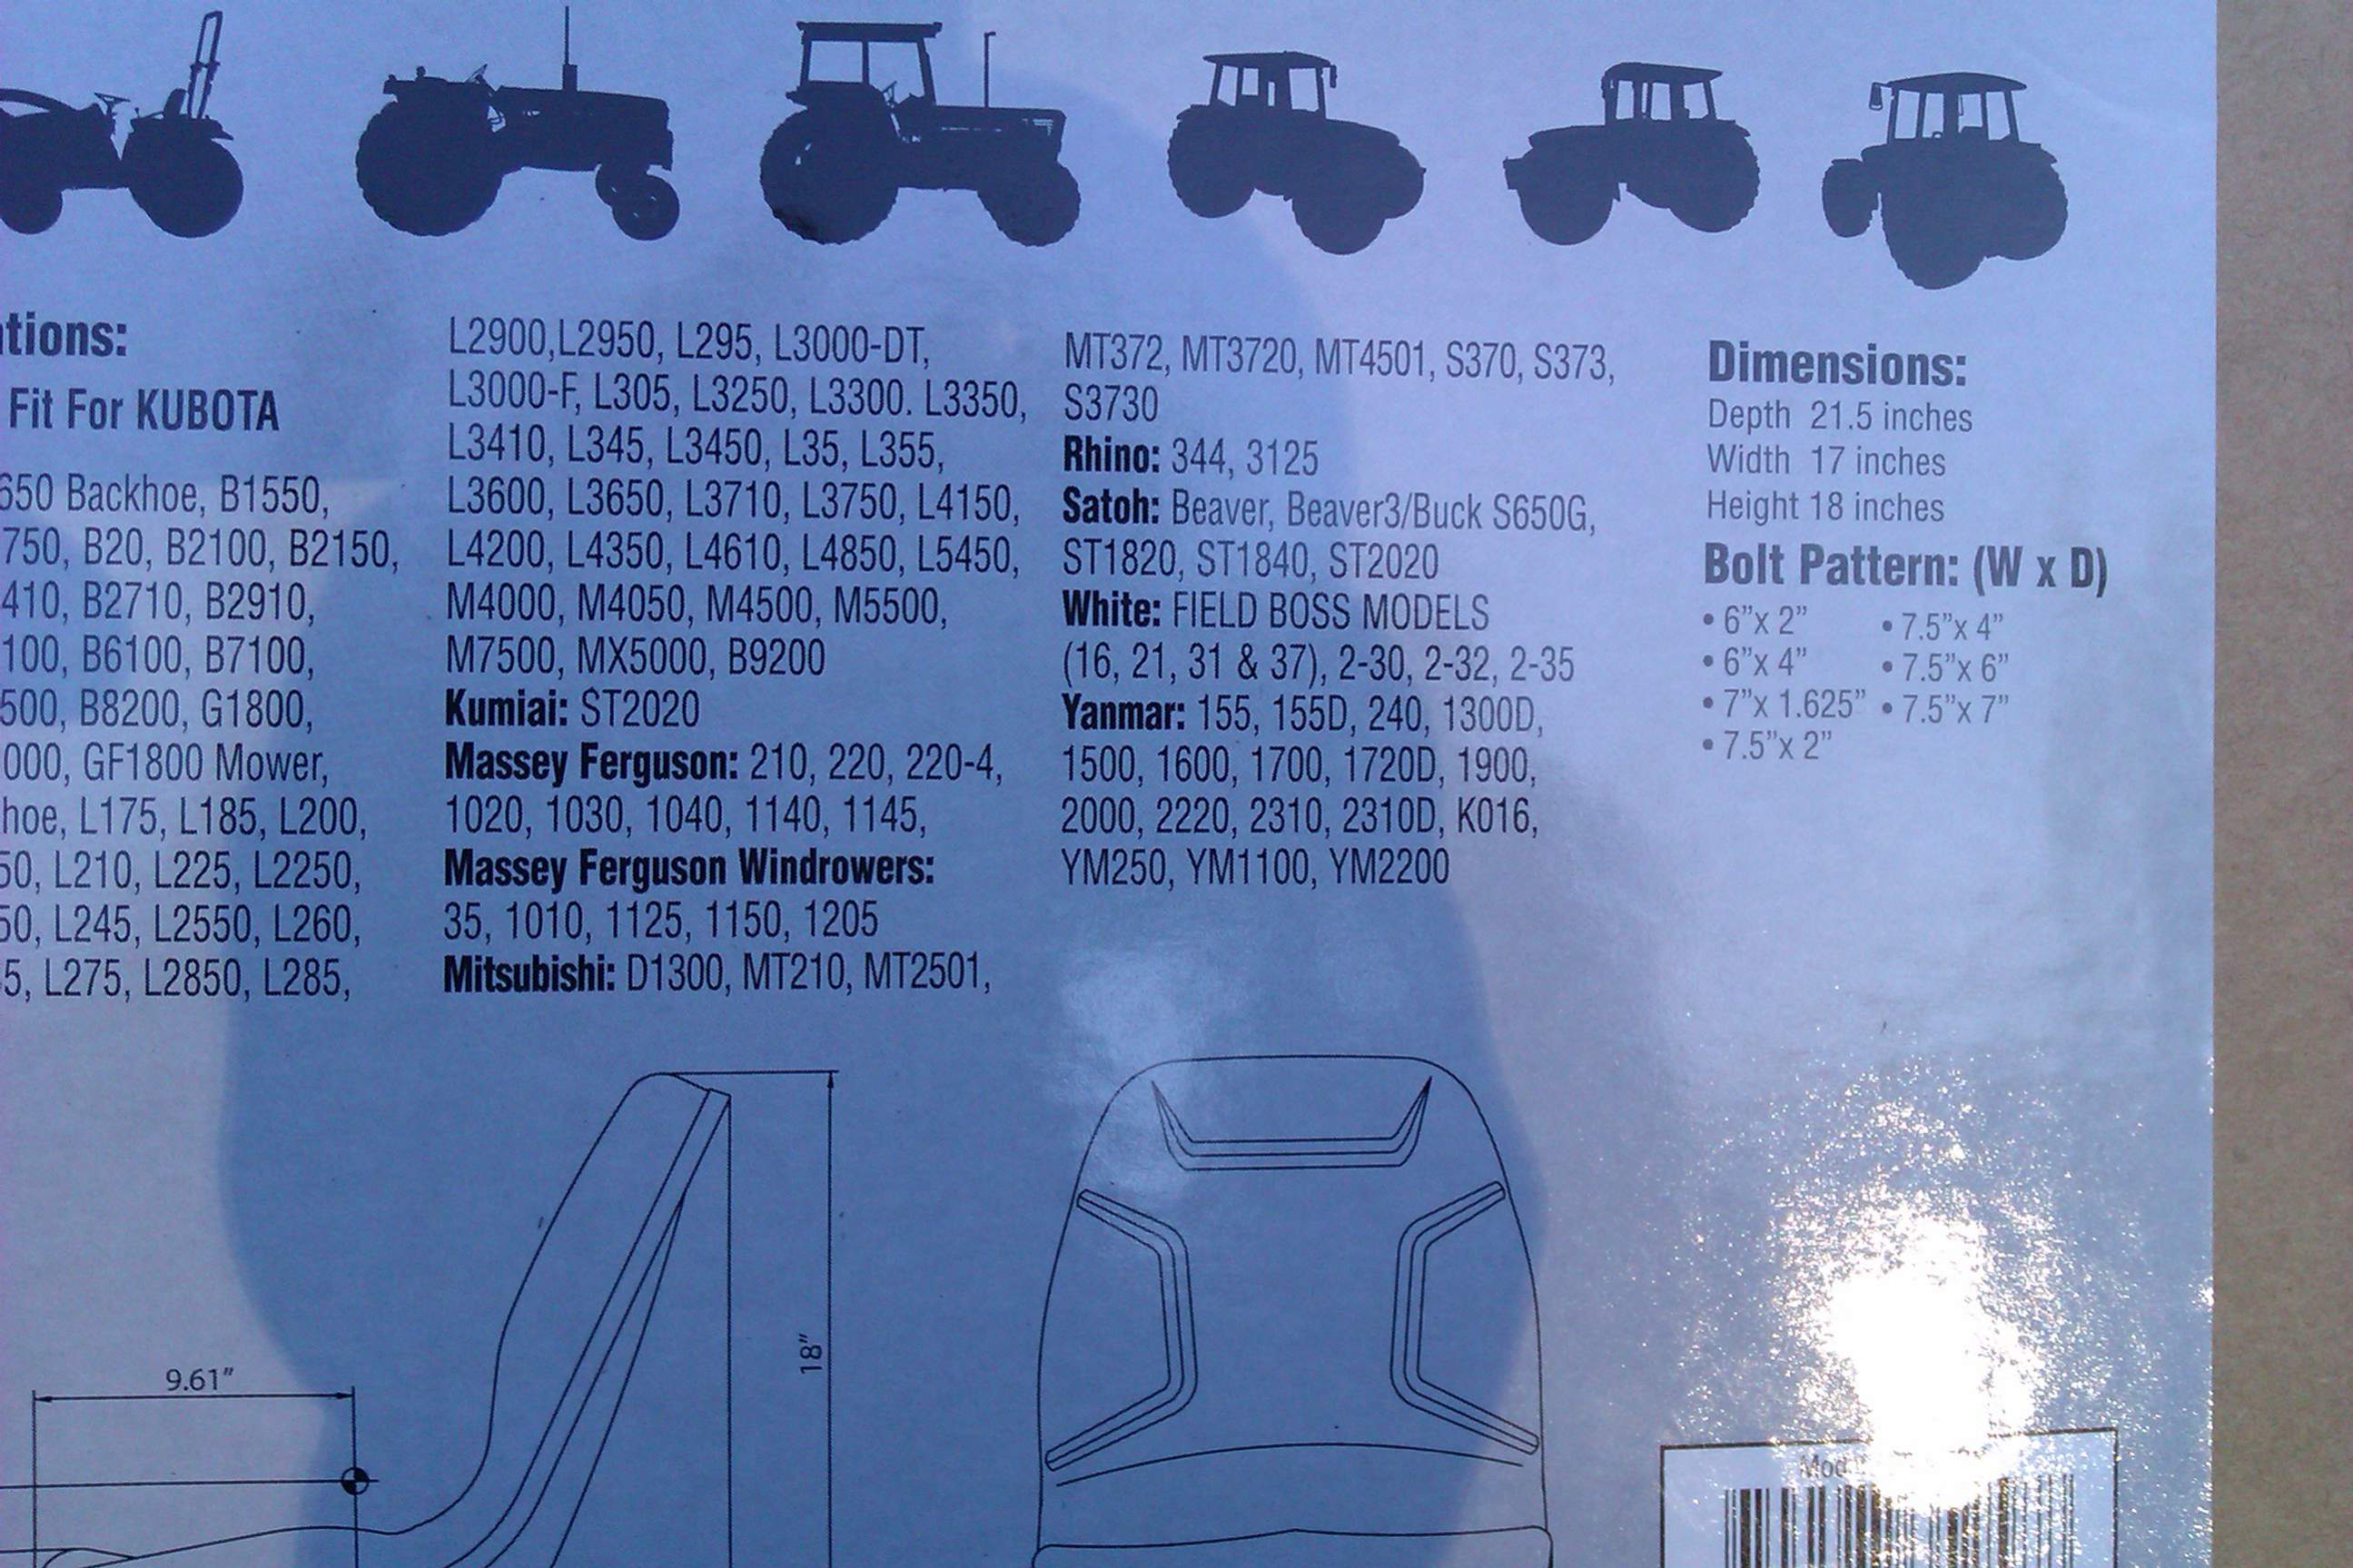 tions:
Fit For KUBOTA
650 Backhoe, B1550,
750, B20, B2100, B2150,
410, B2710, B2910,
100, B6100, B7100,
500, B8200, G1800,
000, GF1800 Mower,
hoe, L175, L185, L200,
50, L210, L225, L2250,
50, L245, L2550, L260,
5, L275, L2850, L285,
L2900,L2950, L295, L3000-DT,
L3000-F, L305, L3250, L3300. L3350,
L3410, L345, L3450, L35, L355,
L3600, L3650, L3710, L3750, L4150,
L4200, L4350, L4610, L4850, L5450,
M4000, M4050, M4500, M5500,
M7500, MX5000, B9200
Kumiai: ST2020
Massey Ferguson: 210, 220, 220-4,
1020, 1030, 1040, 1140, 1145,
Massey Ferguson Windrowers:
35, 1010, 1125, 1150, 1205
Mitsubishi: D1300, MT210, MT2501,
MT372, MT3720, MT4501, S370, S373,
S3730
Rhino: 344, 3125
Satoh: Beaver, Beaver3/Buck S650G,
ST1820, ST1840, ST2020
White: FIELD BOSS MODELS
(16, 21, 31 & 37), 2-30, 2-32, 2-35
Yanmar: 155, 155D, 240, 1300D,
1500, 1600, 1700, 1720D, 1900,
2000, 2220, 2310, 2310D, K016,
YM250, YM1100, YM2200
Dimensions:
Depth 21.5 inches
Width 17 inches
Height 18 inches
Bolt Pattern: (W x D)
• 6"x 2" • 7.5"x 4"
• 6"x 4" • 7.5"x 6"
• 7"x 1.625" • 7.5"x 7"
• 7.5"x 2"
9.61"
18"